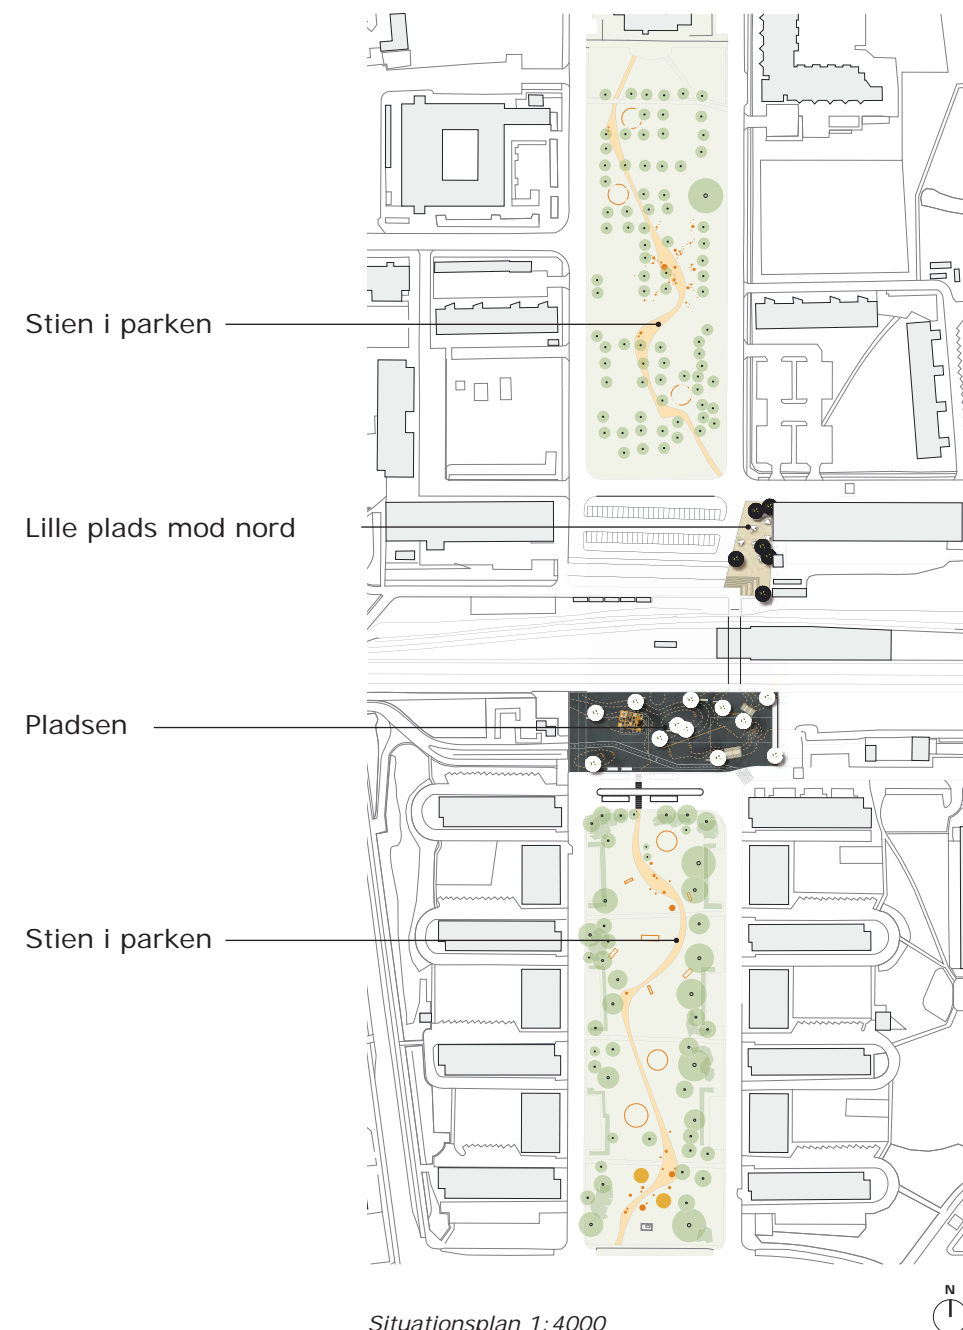 Stien i parken
Lille plads mod nord
Pladsen
Stien i parken
N
Situationsplan 1:4000